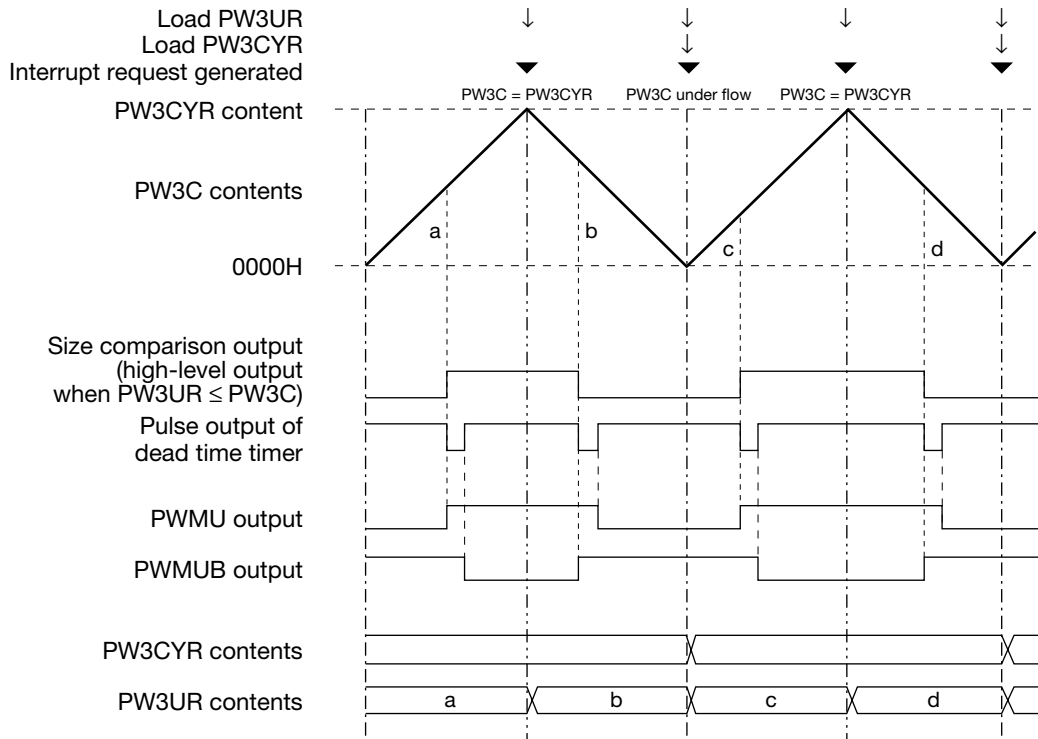 Load PW3UR
Load PW3CYR
Interrupt request generated
PW3C = PW3CYR PW3C under flow PW3C = PW3CYR
PW3CYR content
PW3C contents
a b c d
0000H
Size comparison output
(high-level output
when PW3UR ≤ PW3C)
Pulse output of
dead time timer
PWMU output
PWMUB output
PW3CYR contents
PW3UR contents a b c d